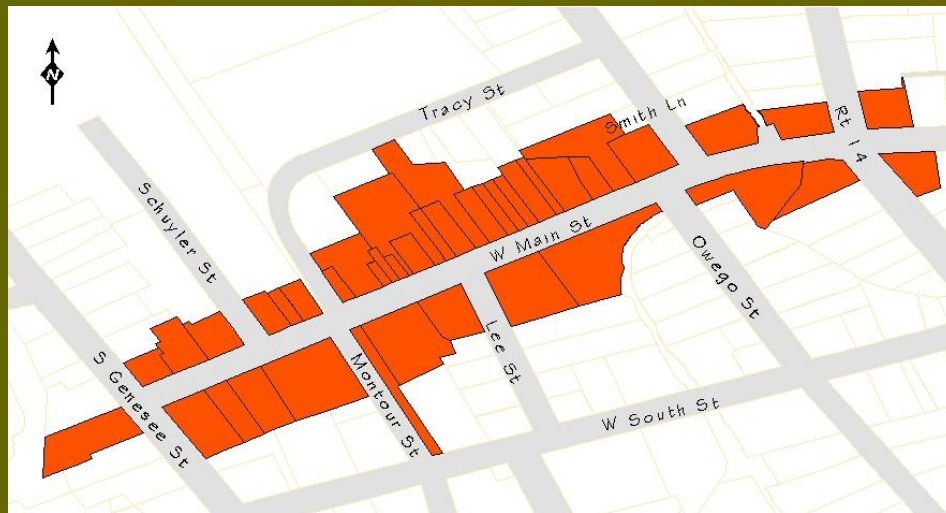 N
Tracy St
Smith Ln
Rt 14
S Schuyler St
W Main St
Owego St
Lee St
S Genesee St
Montour St
W South St